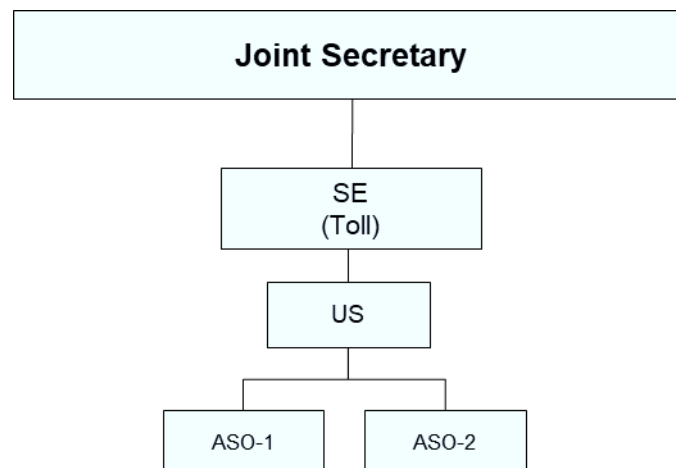 Joint Secretary
SE
(Toll)
US
ASO-1
ASO-2